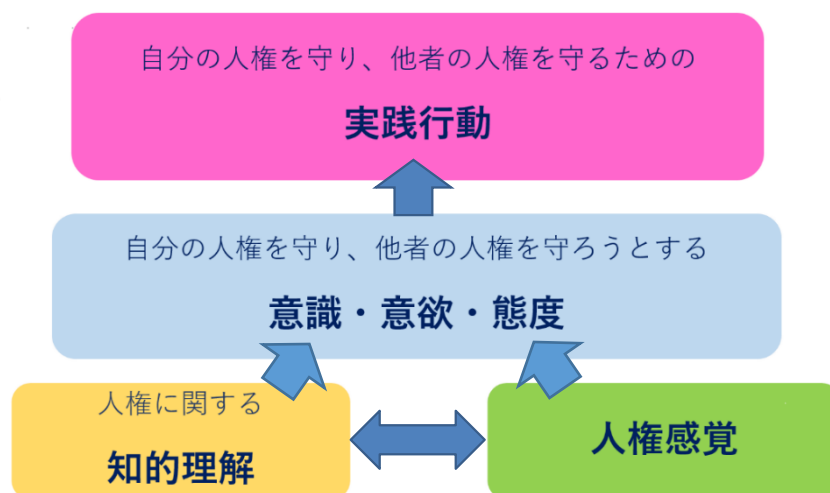 自分の人権を守り、他者の人権を守るための
実践行動
自分の人権を守り、他者の人権を守ろうとする
意識・意欲・態度
人権に関する
知的理解
人権感覚